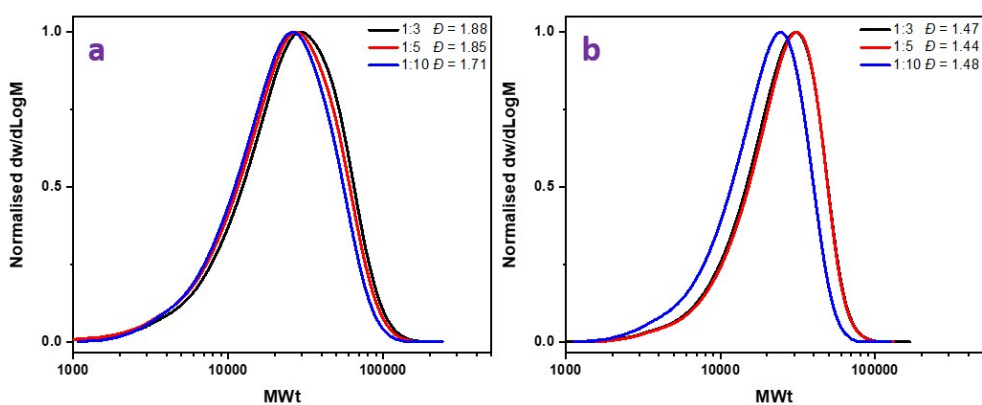 a
1:3 Đ = 1.88
1:5 Đ = 1.85
1:10 Đ = 1.71
1.0
0.5
0.0
Normalised dw/dLogM
1000
10000
100000
MWt
b
1:3 Đ = 1.47
1:5 Đ = 1.44
1:10 Đ = 1.48
1.0
0.5
0.0
Normalised dw/dLogM
1000
10000
100000
MWt